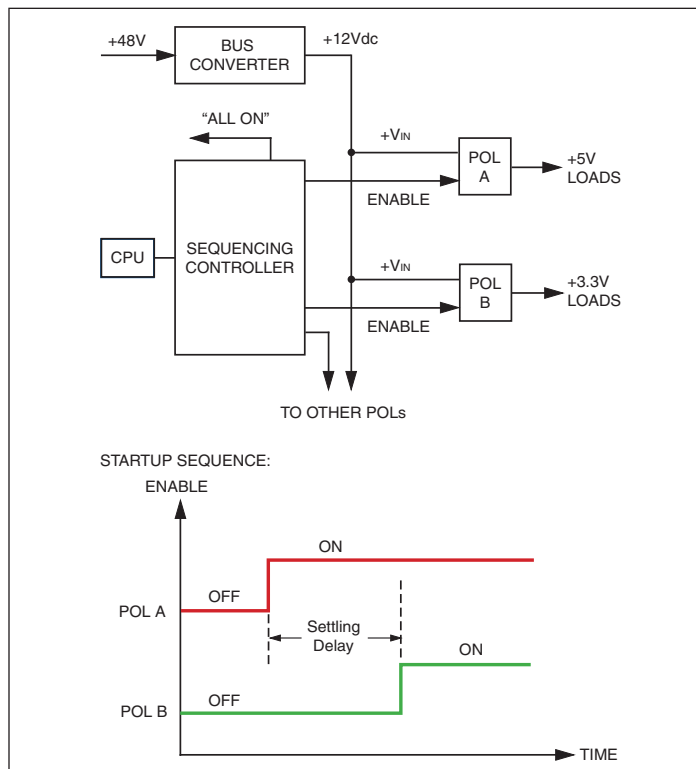 +48V
BUS
CONVERTER
+12Vdc
“ALL ON”
+VIN
POL
A
+5V
LOADS
ENABLE
CPU
SEQUENCING
CONTROLLER
+VIN
POL
B
+3.3V
LOADS
ENABLE
TO OTHER POLs
STARTUP SEQUENCE:
ENABLE
ON
OFF
POL A
Settling
Delay
ON
OFF
POL B
TIME